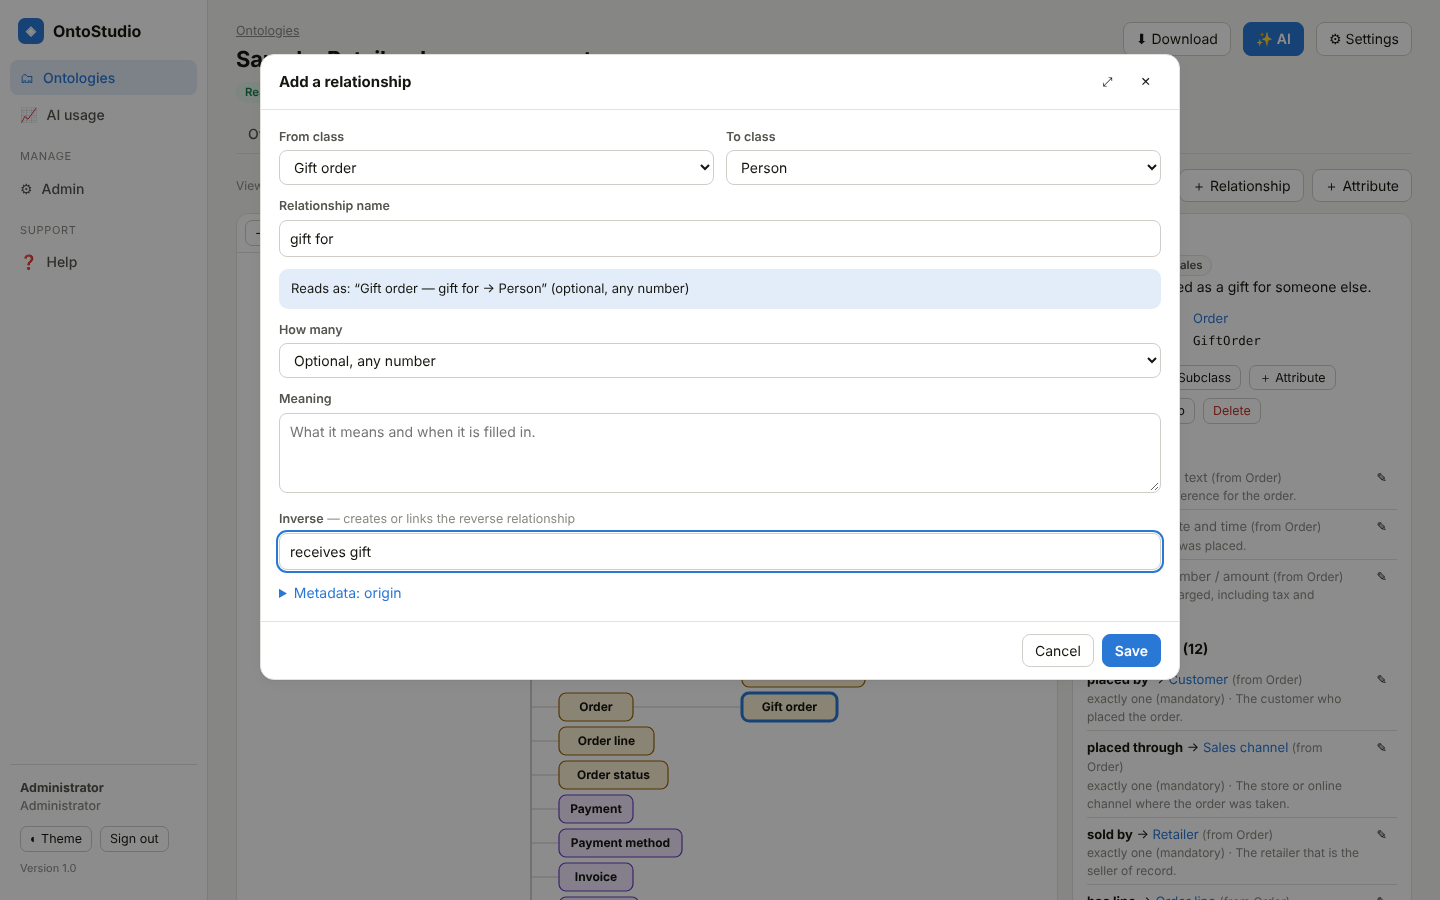 OntoStudio
Ontologies
AI usage
MANAGE
Admin
SUPPORT
Help
Administrator
Administrator
Theme
Sign out
Version 1.0
Ontologies
Download
AI
Settings
View
+ Relationship
+ Attribute
Add a relationship
From class
To class
Gift order
Person
Relationship name
gift for
Reads as: “Gift order — gift for → Person” (optional, any number)
How many
Optional, any number
Meaning
What it means and when it is filled in.
Inverse — creates or links the reverse relationship
receives gift
Metadata: origin
Cancel
Save
Order
Gift order
Order line
Order status
Payment
Payment method
Invoice
ed as a gift for someone else.
Order
GiftOrder
Subclass
+ Attribute
Delete
text (from Order)
erence for the order.
te and time (from Order)
was placed.
mber / amount (from Order)
arged, including tax and
(12)
placed by → Customer (from Order)
exactly one (mandatory) · The customer who
placed the order.
placed through → Sales channel (from
Order)
exactly one (mandatory) · The store or online
channel where the order was taken.
sold by → Retailer (from Order)
exactly one (mandatory) · The retailer that is the
seller of record.